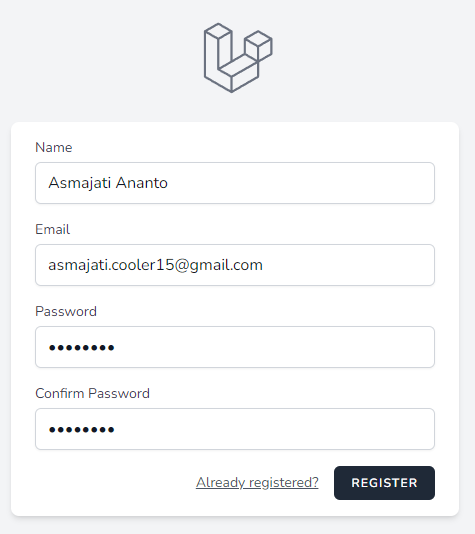 Name
Asmajati Ananto
Email
asmajati.cooler15@gmail.com
Password
••••••••
Confirm Password
••••••••
Already registered? REGISTER